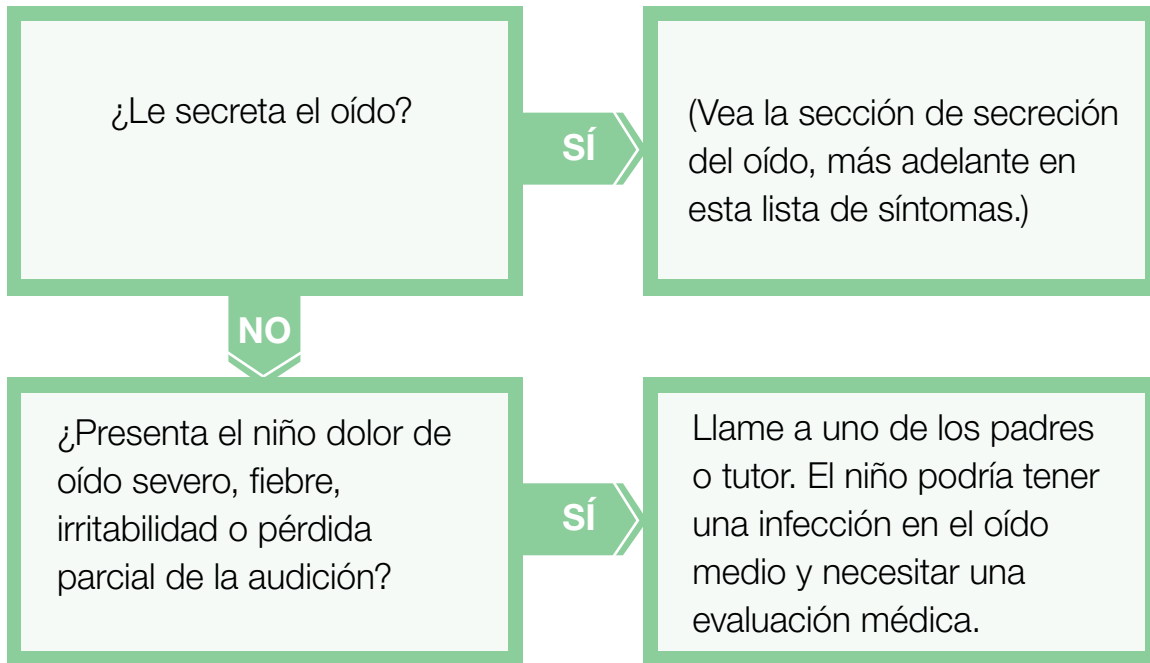 ¿Le secreta el oído?
SÍ
(Vea la sección de secreción
del oído, más adelante en
esta lista de síntomas.)
NO
¿Presenta el niño dolor de
oído severo, fiebre,
irritabilidad o pérdida
parcial de la audición?
SÍ
Llame a uno de los padres
o tutor. El niño podría tener
una infección en el oído
medio y necesitar una
evaluación médica.